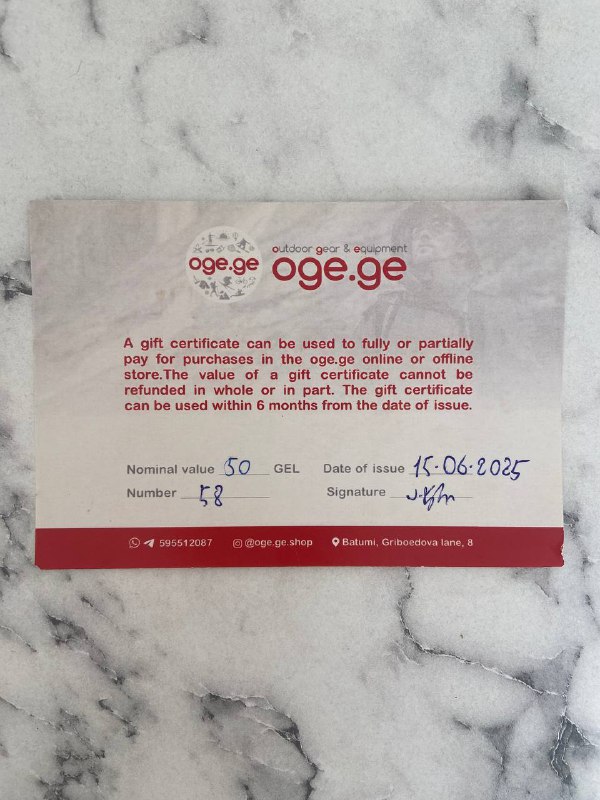 oge.ge
outdoor gear & equipment
oge.ge
A gift certificate can be used to fully or partially
pay for purchases in the oge.ge online or offline
store.The value of a gift certificate cannot be
refunded in whole or in part. The gift certificate
can be used within 6 months from the date of issue.
Nominal value 50 GEL Date of issue 15.06.2025
Number 58 Signature
595512087 @oge.ge.shop Batumi, Griboedova lane, 8